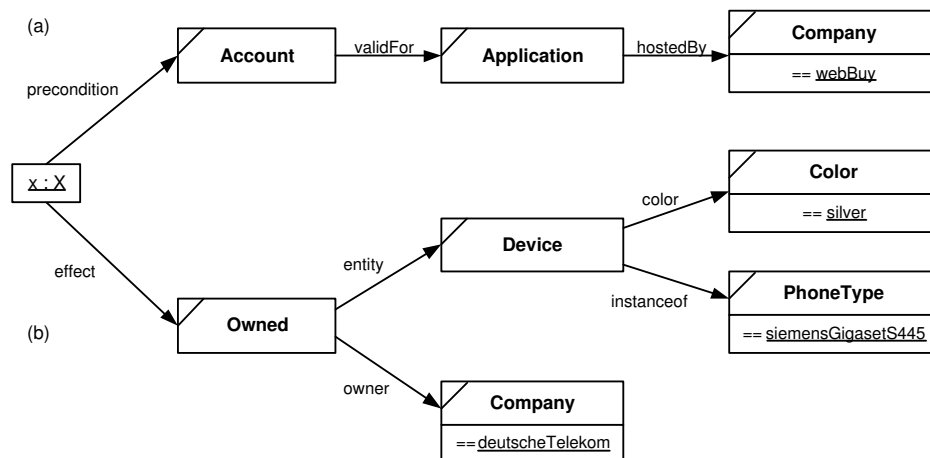 (a)
Account
validFor
Application
hostedBy
Company
== webBuy
precondition
x : X
effect
(b)
Owned
entity
owner
Device
color
instanceof
Color
== silver
PhoneType
== siemensGigasetS445
Company
== deutscheTelekom